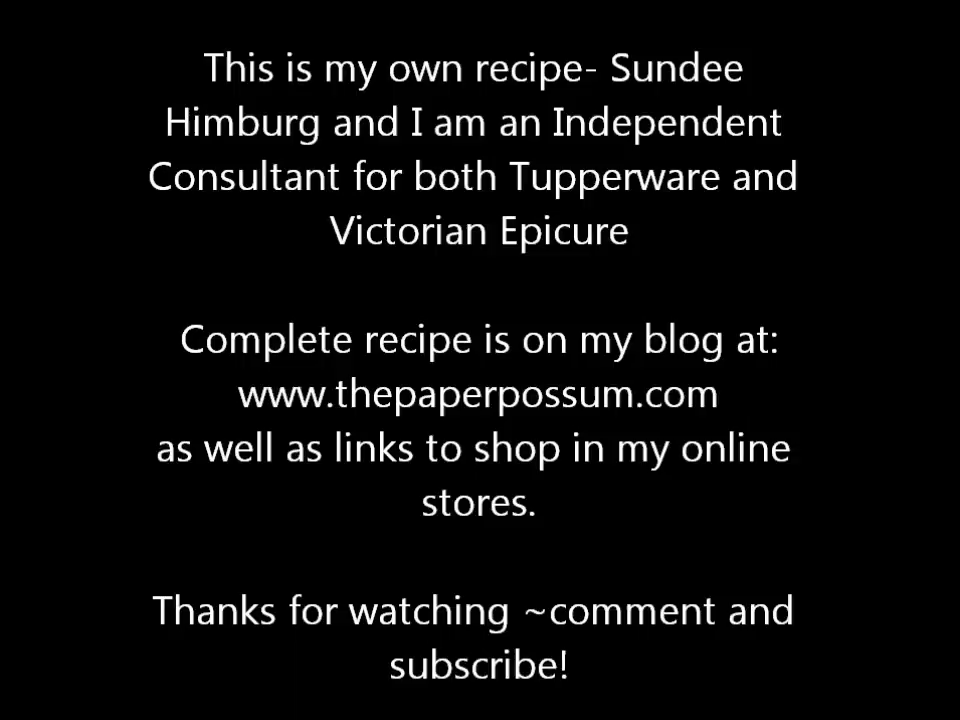 This is my own recipe- Sundee
Himburg and I am an Independent
Consultant for both Tupperware and
Victorian Epicure
Complete recipe is on my blog at:
www.thepaperpossum.com
as well as links to shop in my online
stores.
Thanks for watching ~comment and
subscribe!